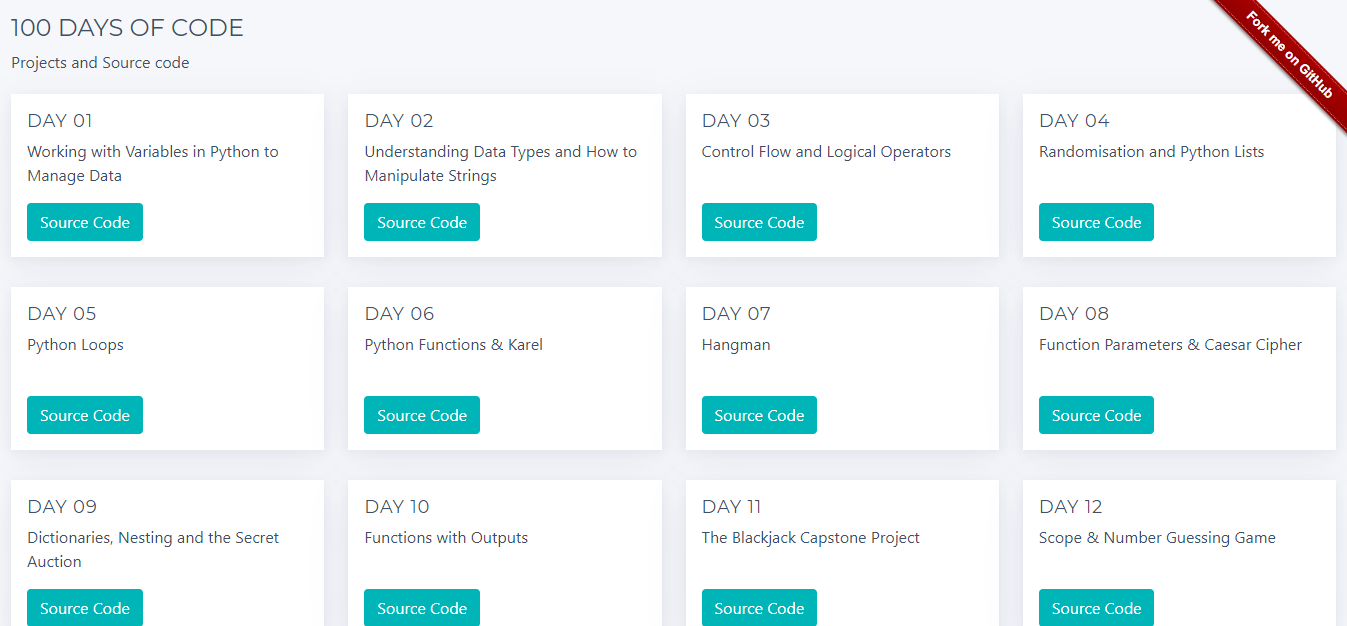 100 DAYS OF CODE
Fork me on GitHub
Projects and Source code
DAY 01
Working with Variables in Python to
Manage Data
Source Code
DAY 02
Understanding Data Types and How to
Manipulate Strings
Source Code
DAY 03
Control Flow and Logical Operators
Source Code
DAY 04
Randomisation and Python Lists
Source Code
DAY 05
Python Loops
Source Code
DAY 06
Python Functions & Karel
Source Code
DAY 07
Hangman
Source Code
DAY 08
Function Parameters & Caesar Cipher
Source Code
DAY 09
Dictionaries, Nesting and the Secret
Auction
Source Code
DAY 10
Functions with Outputs
Source Code
DAY 11
The Blackjack Capstone Project
Source Code
DAY 12
Scope & Number Guessing Game
Source Code